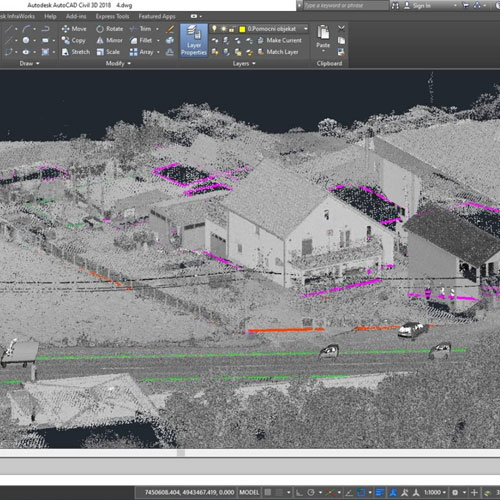 Autodesk AutoCAD Civil 3D 2018 4.dwg
Type a keyword or phrase
Sign In
sk InfraWorks Help Add-ins Express Tools Featured Apps
Move Rotate Trim
Copy Mirror Fillet
Stretch Scale Array
Layer
Properties
0.Pomocni objekat
Make Current
Match Layer
Paste
Draw Modify Layers Clipboard
7450608.404, 4943467.419, 0.000 MODEL 1:1000